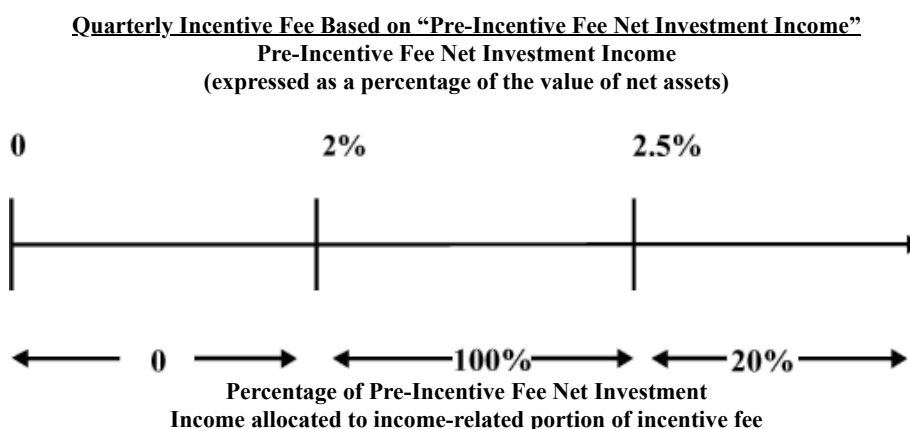 Quarterly Incentive Fee Based on “Pre-Incentive Fee Net Investment Income”
Pre-Incentive Fee Net Investment Income
(expressed as a percentage of the value of net assets)
0 2% 2.5%
0 100% 20%
Percentage of Pre-Incentive Fee Net Investment
Income allocated to income-related portion of incentive fee